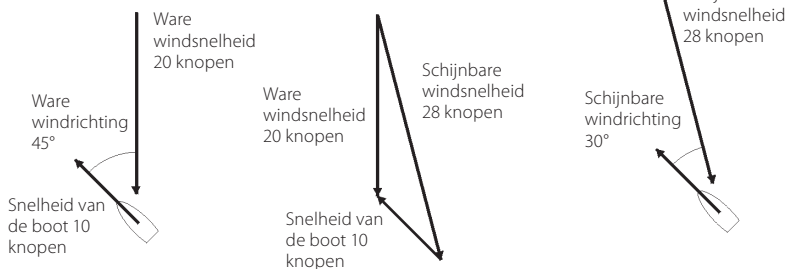 Ware
windsnelheid
20 knopen
Ware
windrichting
45°
Snelheid van
de boot 10
knopen
Ware
windsnelheid
20 knopen
Schijnbare
windsnelheid
28 knopen
Snelheid van
de boot 10
knopen
Schijnbare
windsnelheid
28 knopen
Schijnbare
windrichting
30°